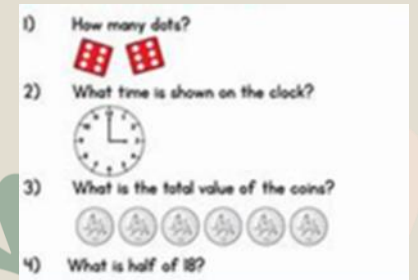 1) How many dots?
2) What time is shown on the clock?
3) What is the total value of the coins?
4) What is half of 18?